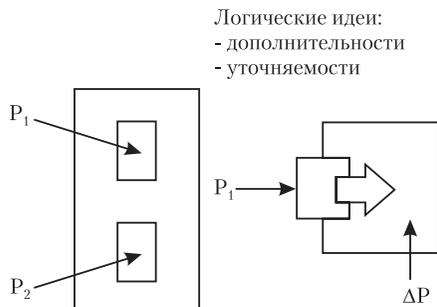 Логические идеи:
- дополнительности
- уточняемости
P₁
P₁
P₂
ΔP